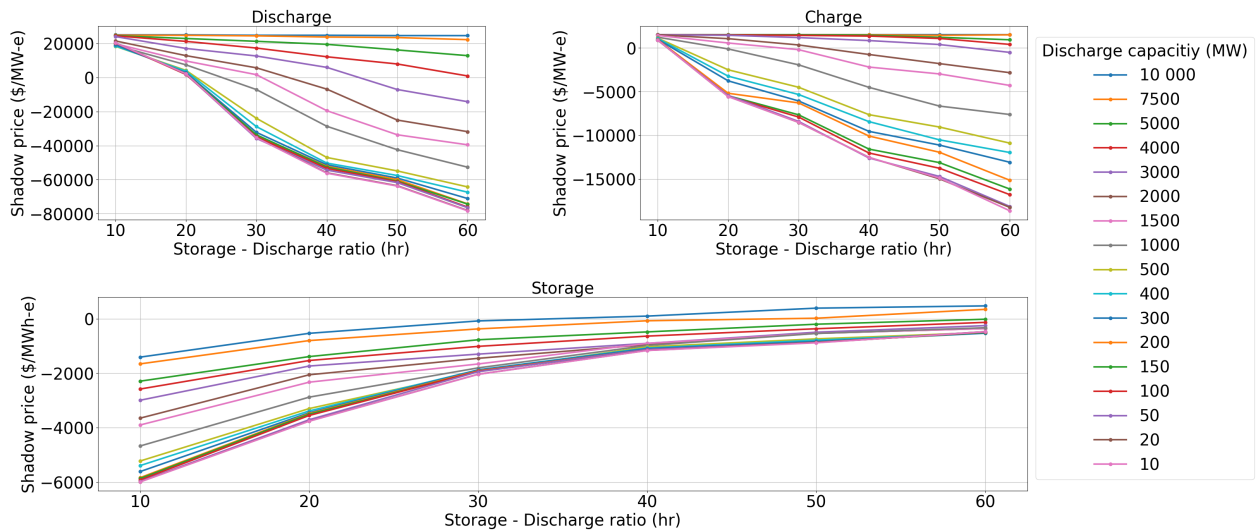 Discharge
Shadow price ($/MW-e)
20000
0
−20000
−40000
−60000
−80000
10 20 30 40 50 60
Storage - Discharge ratio (hr)
Charge
Shadow price ($/MW-e)
0
−5000
−10000
−15000
10 20 30 40 50 60
Storage - Discharge ratio (hr)
Discharge capacitiy (MW)
10 000
7500
5000
4000
3000
2000
1500
1000
500
400
300
200
150
100
50
20
10
Storage
Shadow price ($/MWh-e)
0
−2000
−4000
−6000
10 20 30 40 50 60
Storage - Discharge ratio (hr)